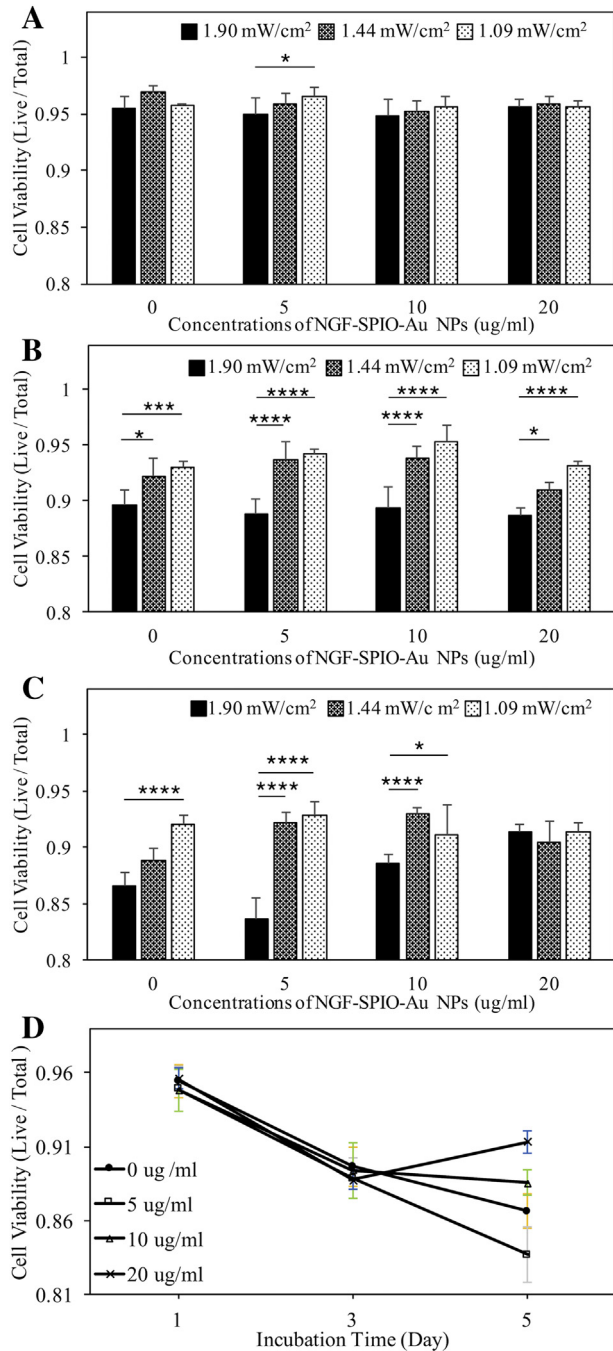 A
1.90 mW/cm² 1.44 mW/cm² 1.09 mW/cm²
Cell Viability (Live / Total)
1
0.95
0.9
0.85
0.8
*
0 5 10 20
Concentrations of NGF-SPIO-Au NPs (ug/ml)
B
1.90 mW/cm² 1.44 mW/cm² 1.09 mW/cm²
Cell Viability (Live / Total)
1
0.95
0.9
0.85
0.8
*** **** **** ****
* **** **** *
0 5 10 20
Concentrations of NGF-SPIO-Au NPs (ug/ml)
C
1.90 mW/cm² 1.44 mW/c m² 1.09 mW/cm²
Cell Viability (Live / Total)
1
0.95
0.9
0.85
0.8
**** **** *
**** ****
0 5 10 20
Concentrations of NGF-SPIO-Au NPs (ug/ml)
D
Cell Viability (Live / Total )
0.96
0.91
0.86
0.81
0 ug /ml
5 ug/ml
10 ug/ml
20 ug/ml
1 3 5
Incubation Time (Day)